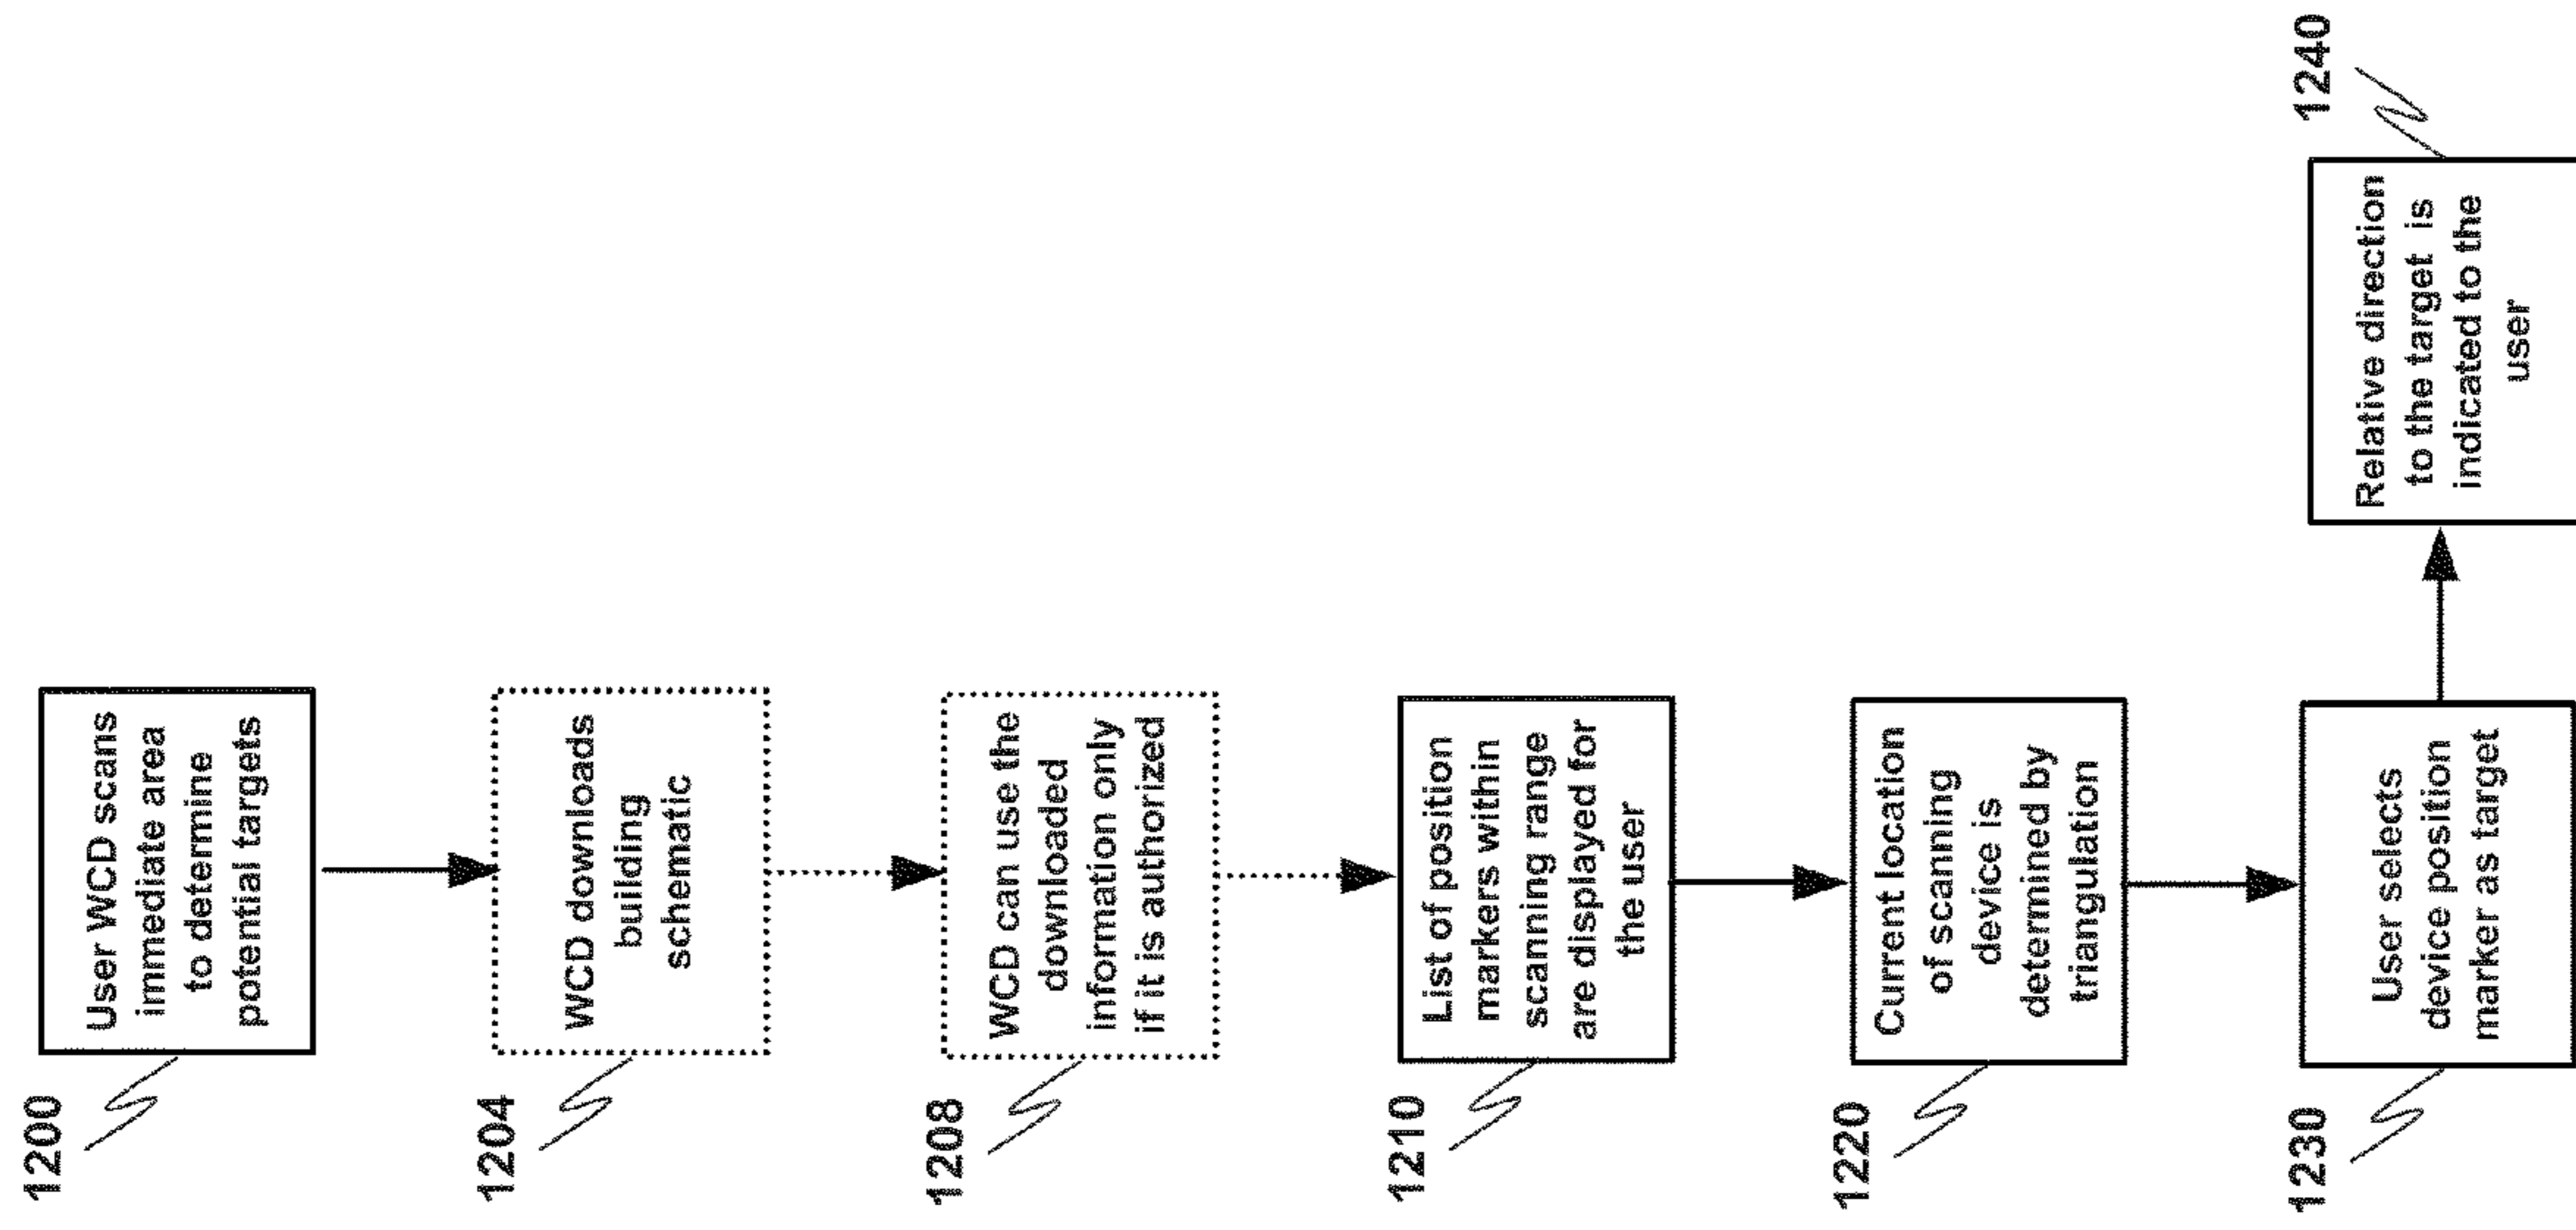 1200
User WCD scans
immediate area
to determine
potential targets
1204
WCD downloads
building
schematic
1208
WCD can use the
downloaded
information only
if it is authorized
1210
List of position
markers within
scanning range
are displayed for
the user
1220
Current location
of scanning
device is
determined by
triangulation
1230
User selects
device position
marker as target
1240
Relative direction
to the target is
indicated to the
user